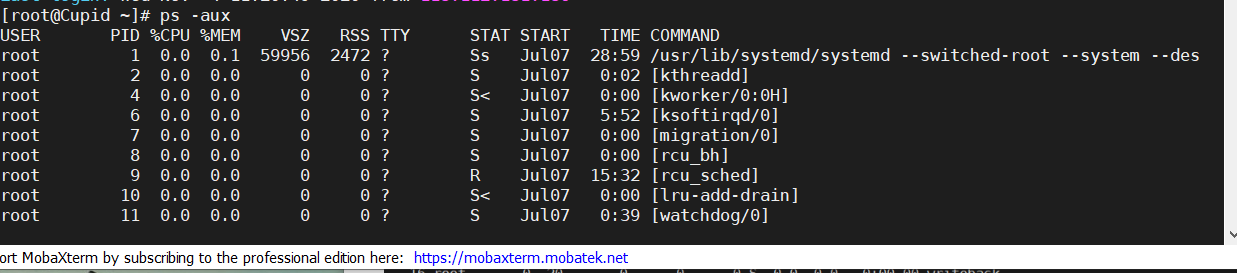 [root@Cupid ~]# ps -aux
USER PID %CPU %MEM VSZ RSS TTY STAT START TIME COMMAND
root 1 0.0 0.1 59956 2472 ? Ss Jul07 28:59 /usr/lib/systemd/systemd --switched-root --system --des
root 2 0.0 0.0 0 0 ? S Jul07 0:02 [kthreadd]
root 4 0.0 0.0 0 0 ? S< Jul07 0:00 [kworker/0:0H]
root 6 0.0 0.0 0 0 ? S Jul07 5:52 [ksoftirqd/0]
root 7 0.0 0.0 0 0 ? S Jul07 0:00 [migration/0]
root 8 0.0 0.0 0 0 ? S Jul07 0:00 [rcu_bh]
root 9 0.0 0.0 0 0 ? R Jul07 15:32 [rcu_sched]
root 10 0.0 0.0 0 0 ? S< Jul07 0:00 [lru-add-drain]
root 11 0.0 0.0 0 0 ? S Jul07 0:39 [watchdog/0]
ort MobaXterm by subscribing to the professional edition here: https://mobaxterm.mobatek.net